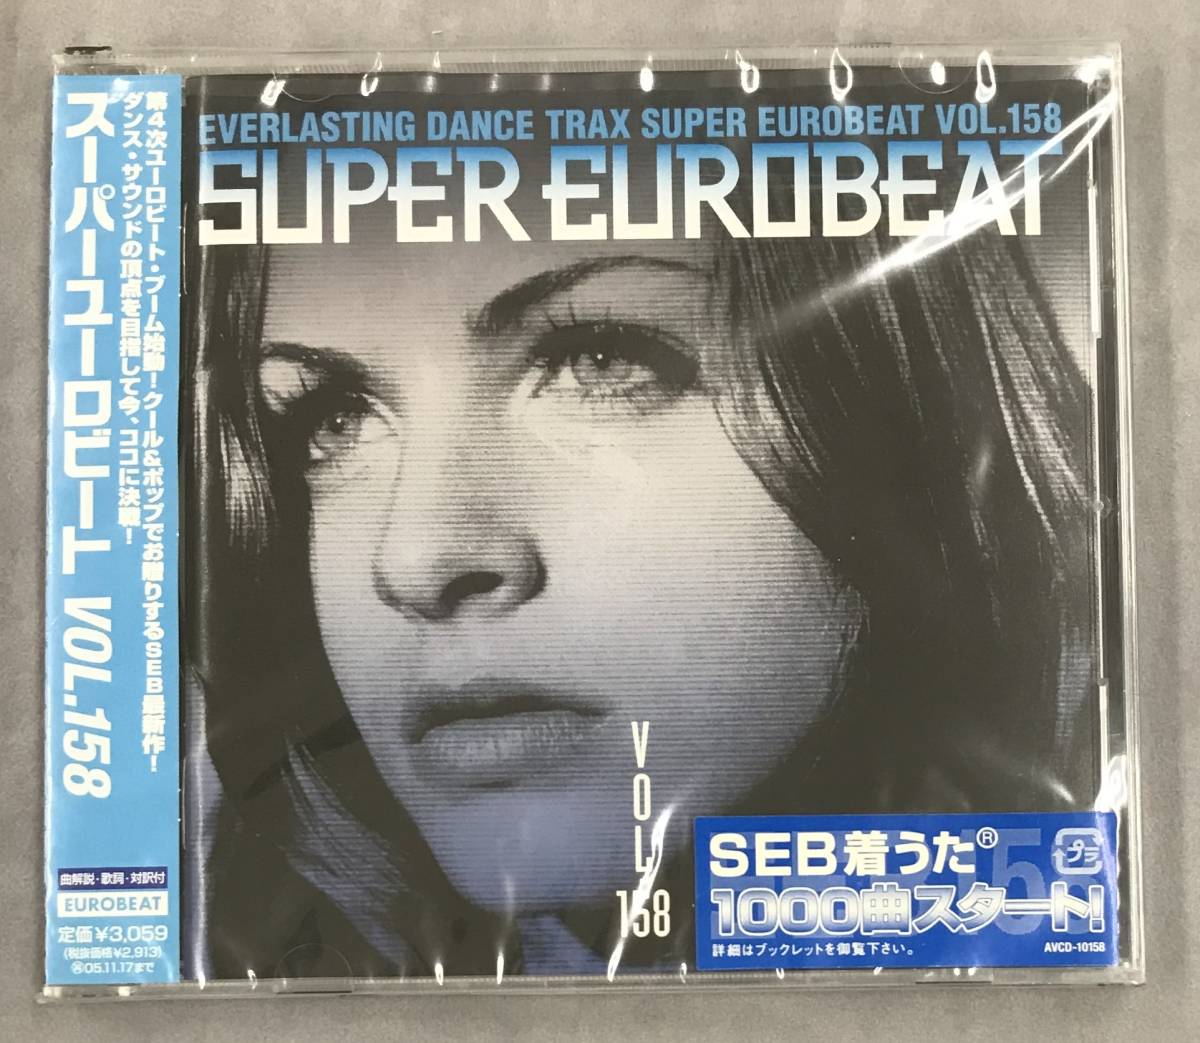 スーパーユーロビート VOL.158
第4次ユーロビート・ブーム始動!クール&ポップでお贈りするSEB最新作!
ダンス・サウンドの頂点を目指して今、ココに決戦!
曲解説・歌詞・対訳付
EUROBEAT
定価¥3,059
(税抜価格¥2,913)
再05.11.17まで
EVERLASTING DANCE TRAX SUPER EUROBEAT VOL.158
SUPER EUROBEAT
VOL.
158
SEB着うた®
1000曲スタート!
詳細はブックレットを御覧下さい。
プラ
AVCD-10158